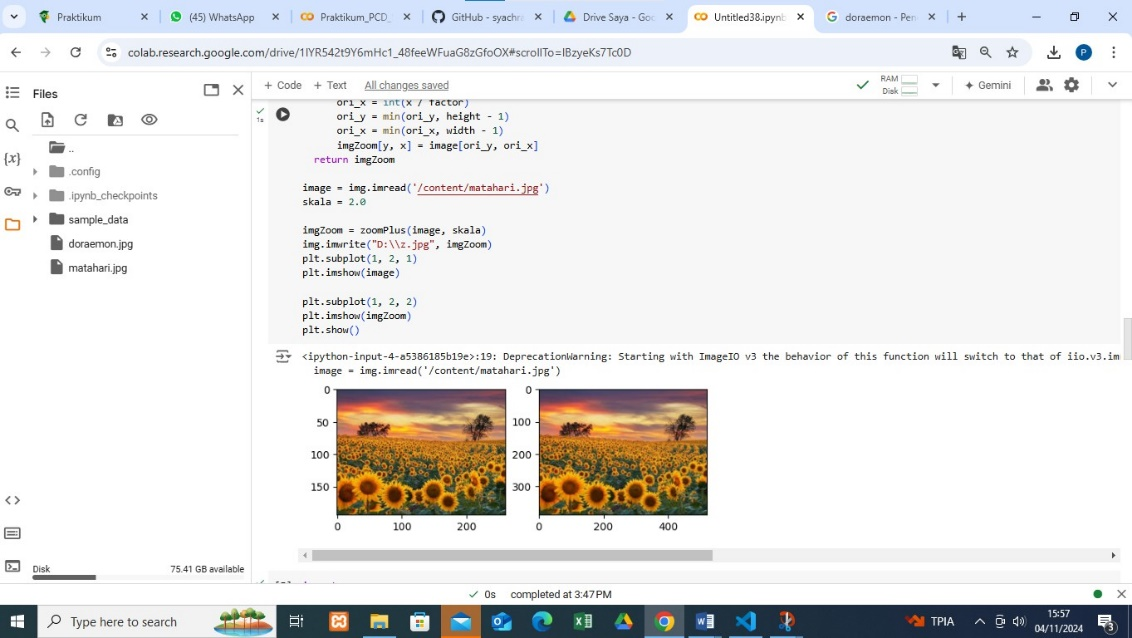 Praktikum
(45) WhatsApp
Praktikum_PCD_
GitHub - syachra
Drive Saya - Goo
Untitled38.ipynb
doraemon - Pen
colab.research.google.com/drive/1IYR542t9Y6mHc1_48feeWFuaG8zGfoOX#scrollTo=IBzyeKs7Tc0D
P
Files
+ Code + Text All changes saved
RAM
Disk
Gemini
..
.config
.ipynb_checkpoints
sample_data
doraemon.jpg
matahari.jpg
{x}
1s
ori_x = int(x / factor)
ori_y = min(ori_y, height - 1)
ori_x = min(ori_x, width - 1)
imgZoom[y, x] = image[ori_y, ori_x]
return imgZoom
image = img.imread('/content/matahari.jpg')
skala = 2.0
imgZoom = zoomPlus(image, skala)
img.imwrite("D:\\z.jpg", imgZoom)
plt.subplot(1, 2, 1)
plt.imshow(image)
plt.subplot(1, 2, 2)
plt.imshow(imgZoom)
plt.show()
<ipython-input-4-a5386185b19e>:19: DeprecationWarning: Starting with ImageIO v3 the behavior of this function will switch to that of iio.v3.im
image = img.imread('/content/matahari.jpg')
0
50
100
150
0 100 200
0
100
200
300
0 200 400
Disk 75.41 GB available
0s completed at 3:47PM
Type here to search
TPIA
15:57
04/11/2024
3